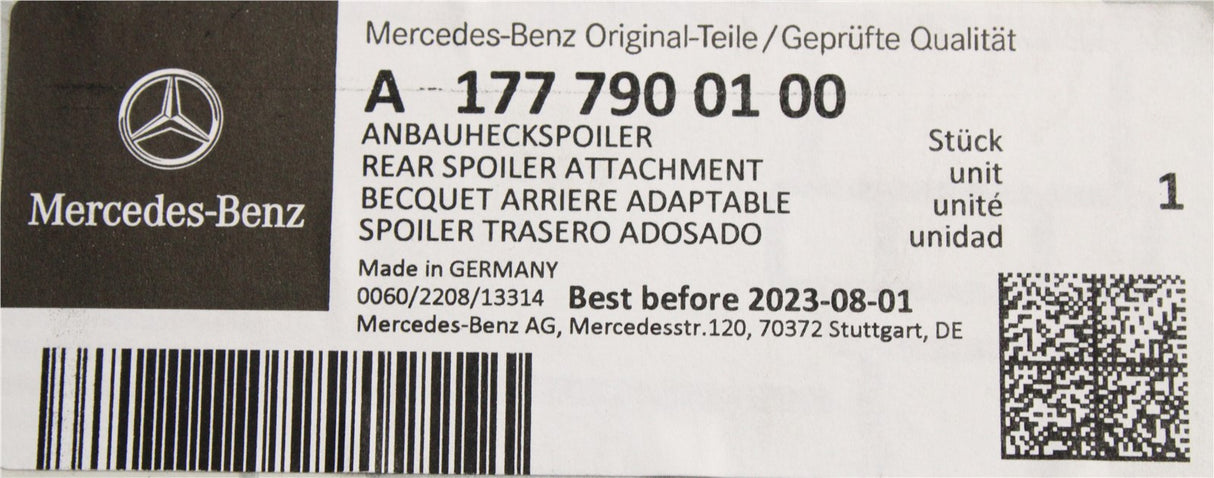 Mercedes-Benz
Mercedes-Benz Original-Teile/Geprüfte Qualität
A 177 790 01 00
ANBAUHECKSPOILER Stück
REAR SPOILER ATTACHMENT unit
BECQUET ARRIERE ADAPTABLE unité
SPOILER TRASERO ADOSADO unidad
1
Made in GERMANY
0060/2208/13314 Best before 2023-08-01
Mercedes-Benz AG, Mercedesstr.120, 70372 Stuttgart, DE